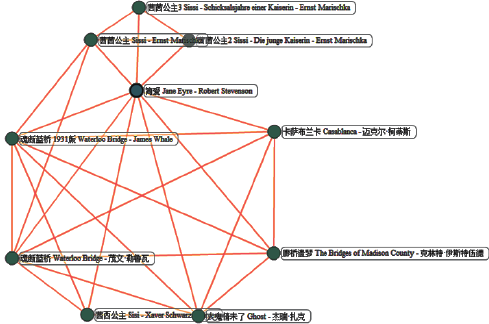 茜茜公主3 Sissi - Schicksalsjahre einer Kaiserin - Ernst Marischka
茜茜公主 Sissi - Ernst Marischka
茜茜公主2 Sissi - Die junge Kaiserin - Ernst Marischka
简爱 Jane Eyre - Robert Stevenson
卡萨布兰卡 Casablanca - 迈克尔·柯蒂斯
魂断蓝桥 1931版 Waterloo Bridge - James Whale
廊桥遗梦 The Bridges of Madison County - 克林特·伊斯特伍德
魂断蓝桥 Waterloo Bridge - 茂文·勒鲁瓦
茜西公主 Sisi - Xaver Schwarz
人鬼情未了 Ghost - 杰瑞·扎克